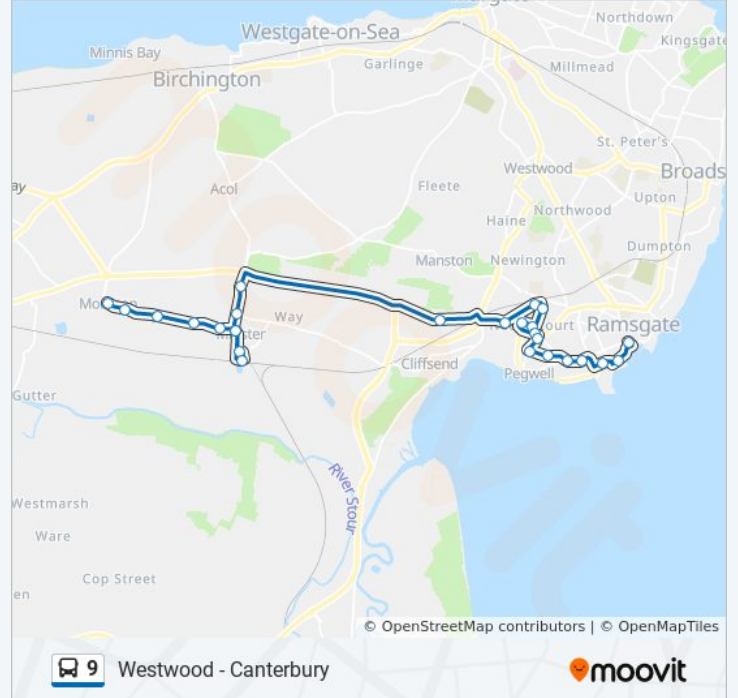 Northdown
Westgate-on-Sea
Kingsgate
Minnis Bay
Garlinge
Millmead
Birchington
St. Peter's
Westwood
Broads
Acol
Fleete
Upton
Haine
Northwood
Dumpton
Manston
Newington
Way
Ramsgate
Cliffsend
Pegwell
Gutter
River Stour
Westmarsh
Ware
Cop Street
en
© OpenStreetMap contributors | © OpenMapTiles
9 Westwood - Canterbury
moovit